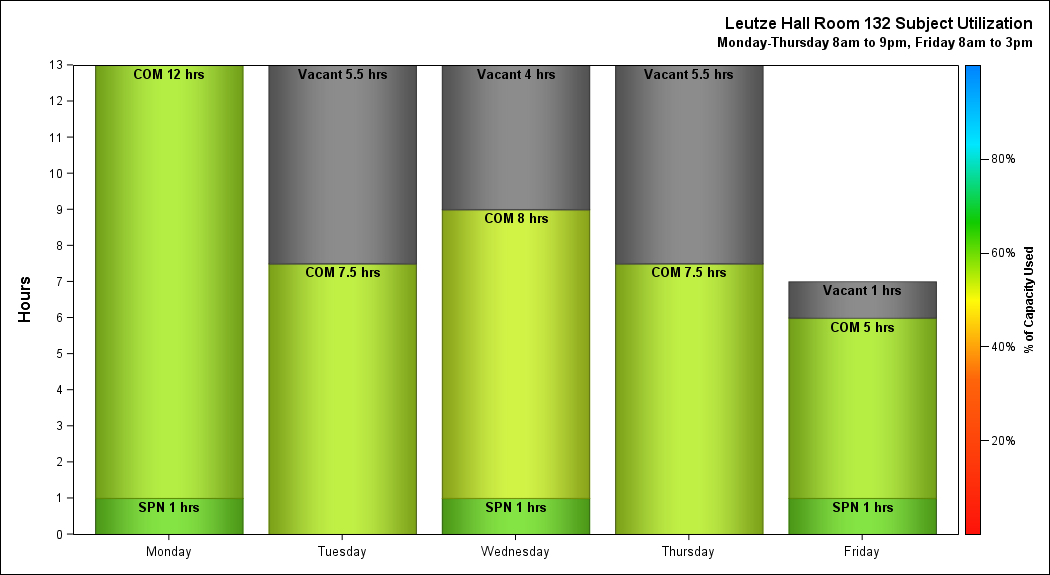 Leutze Hall Room 132 Subject Utilization
Monday-Thursday 8am to 9pm, Friday 8am to 3pm
Hours
13
12
11
10
9
8
7
6
5
4
3
2
1
0
COM 12 hrs
SPN 1 hrs
Vacant 5.5 hrs
COM 7.5 hrs
Vacant 4 hrs
COM 8 hrs
SPN 1 hrs
Vacant 5.5 hrs
COM 7.5 hrs
Vacant 1 hrs
COM 5 hrs
SPN 1 hrs
Monday
Tuesday
Wednesday
Thursday
Friday
80%
60%
40%
20%
% of Capacity Used